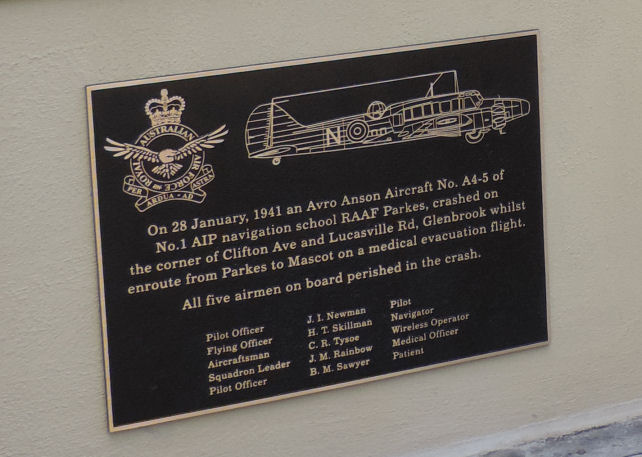 ROYAL AUSTRALIAN AIR FORCE
PER ARDUA - AD ASTRA
N
On 28 January, 1941 an Avro Anson Aircraft No. A4-5 of
No.1 AIP navigation school RAAF Parkes, crashed on
the corner of Clifton Ave and Lucasville Rd, Glenbrook whilst
enroute from Parkes to Mascot on a medical evacuation flight.
All five airmen on board perished in the crash.
Pilot Officer J. I. Newman Pilot
Flying Officer H. T. Skillman Navigator
Aircraftsman C. R. Tysoe Wireless Operator
Squadron Leader J. M. Rainbow Medical Officer
Pilot Officer B. M. Sawyer Patient